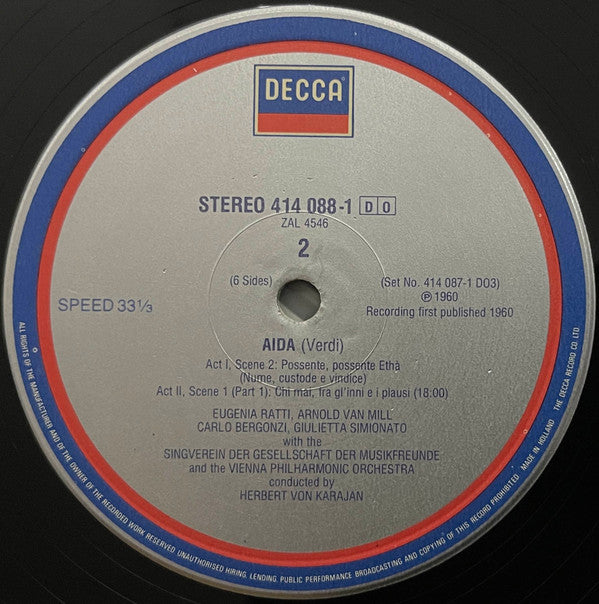 DECCA
STEREO 414 088-1 DO
ZAL 4546
2
(6 Sides)
(Set No. 414 087-1 DO3)
℗ 1960
Recording first published 1960
SPEED 33⅓
AIDA (Verdi)
Act I, Scene 2: Possente, possente Fthà
(Nume, custode e vindice)
Act II, Scene 1 (Part 1): Chi mai, fra gl'inni e i plausi (18:00)
EUGENIA RATTI, ARNOLD VAN MILL
CARLO BERGONZI, GIULIETTA SIMIONATO
with the
SINGVEREIN DER GESELLSCHAFT DER MUSIKFREUNDE
and the VIENNA PHILHARMONIC ORCHESTRA
conducted by
HERBERT VON KARAJAN
ALL RIGHTS OF THE MANUFACTURER AND OF THE OWNER OF THE RECORDED WORK RESERVED UNAUTHORISED HIRING, LENDING, PUBLIC PERFORMANCE BROADCASTING AND COPYING OF THIS RECORD PROHIBITED MADE IN HOLLAND THE DECCA RECORD CO LTD.